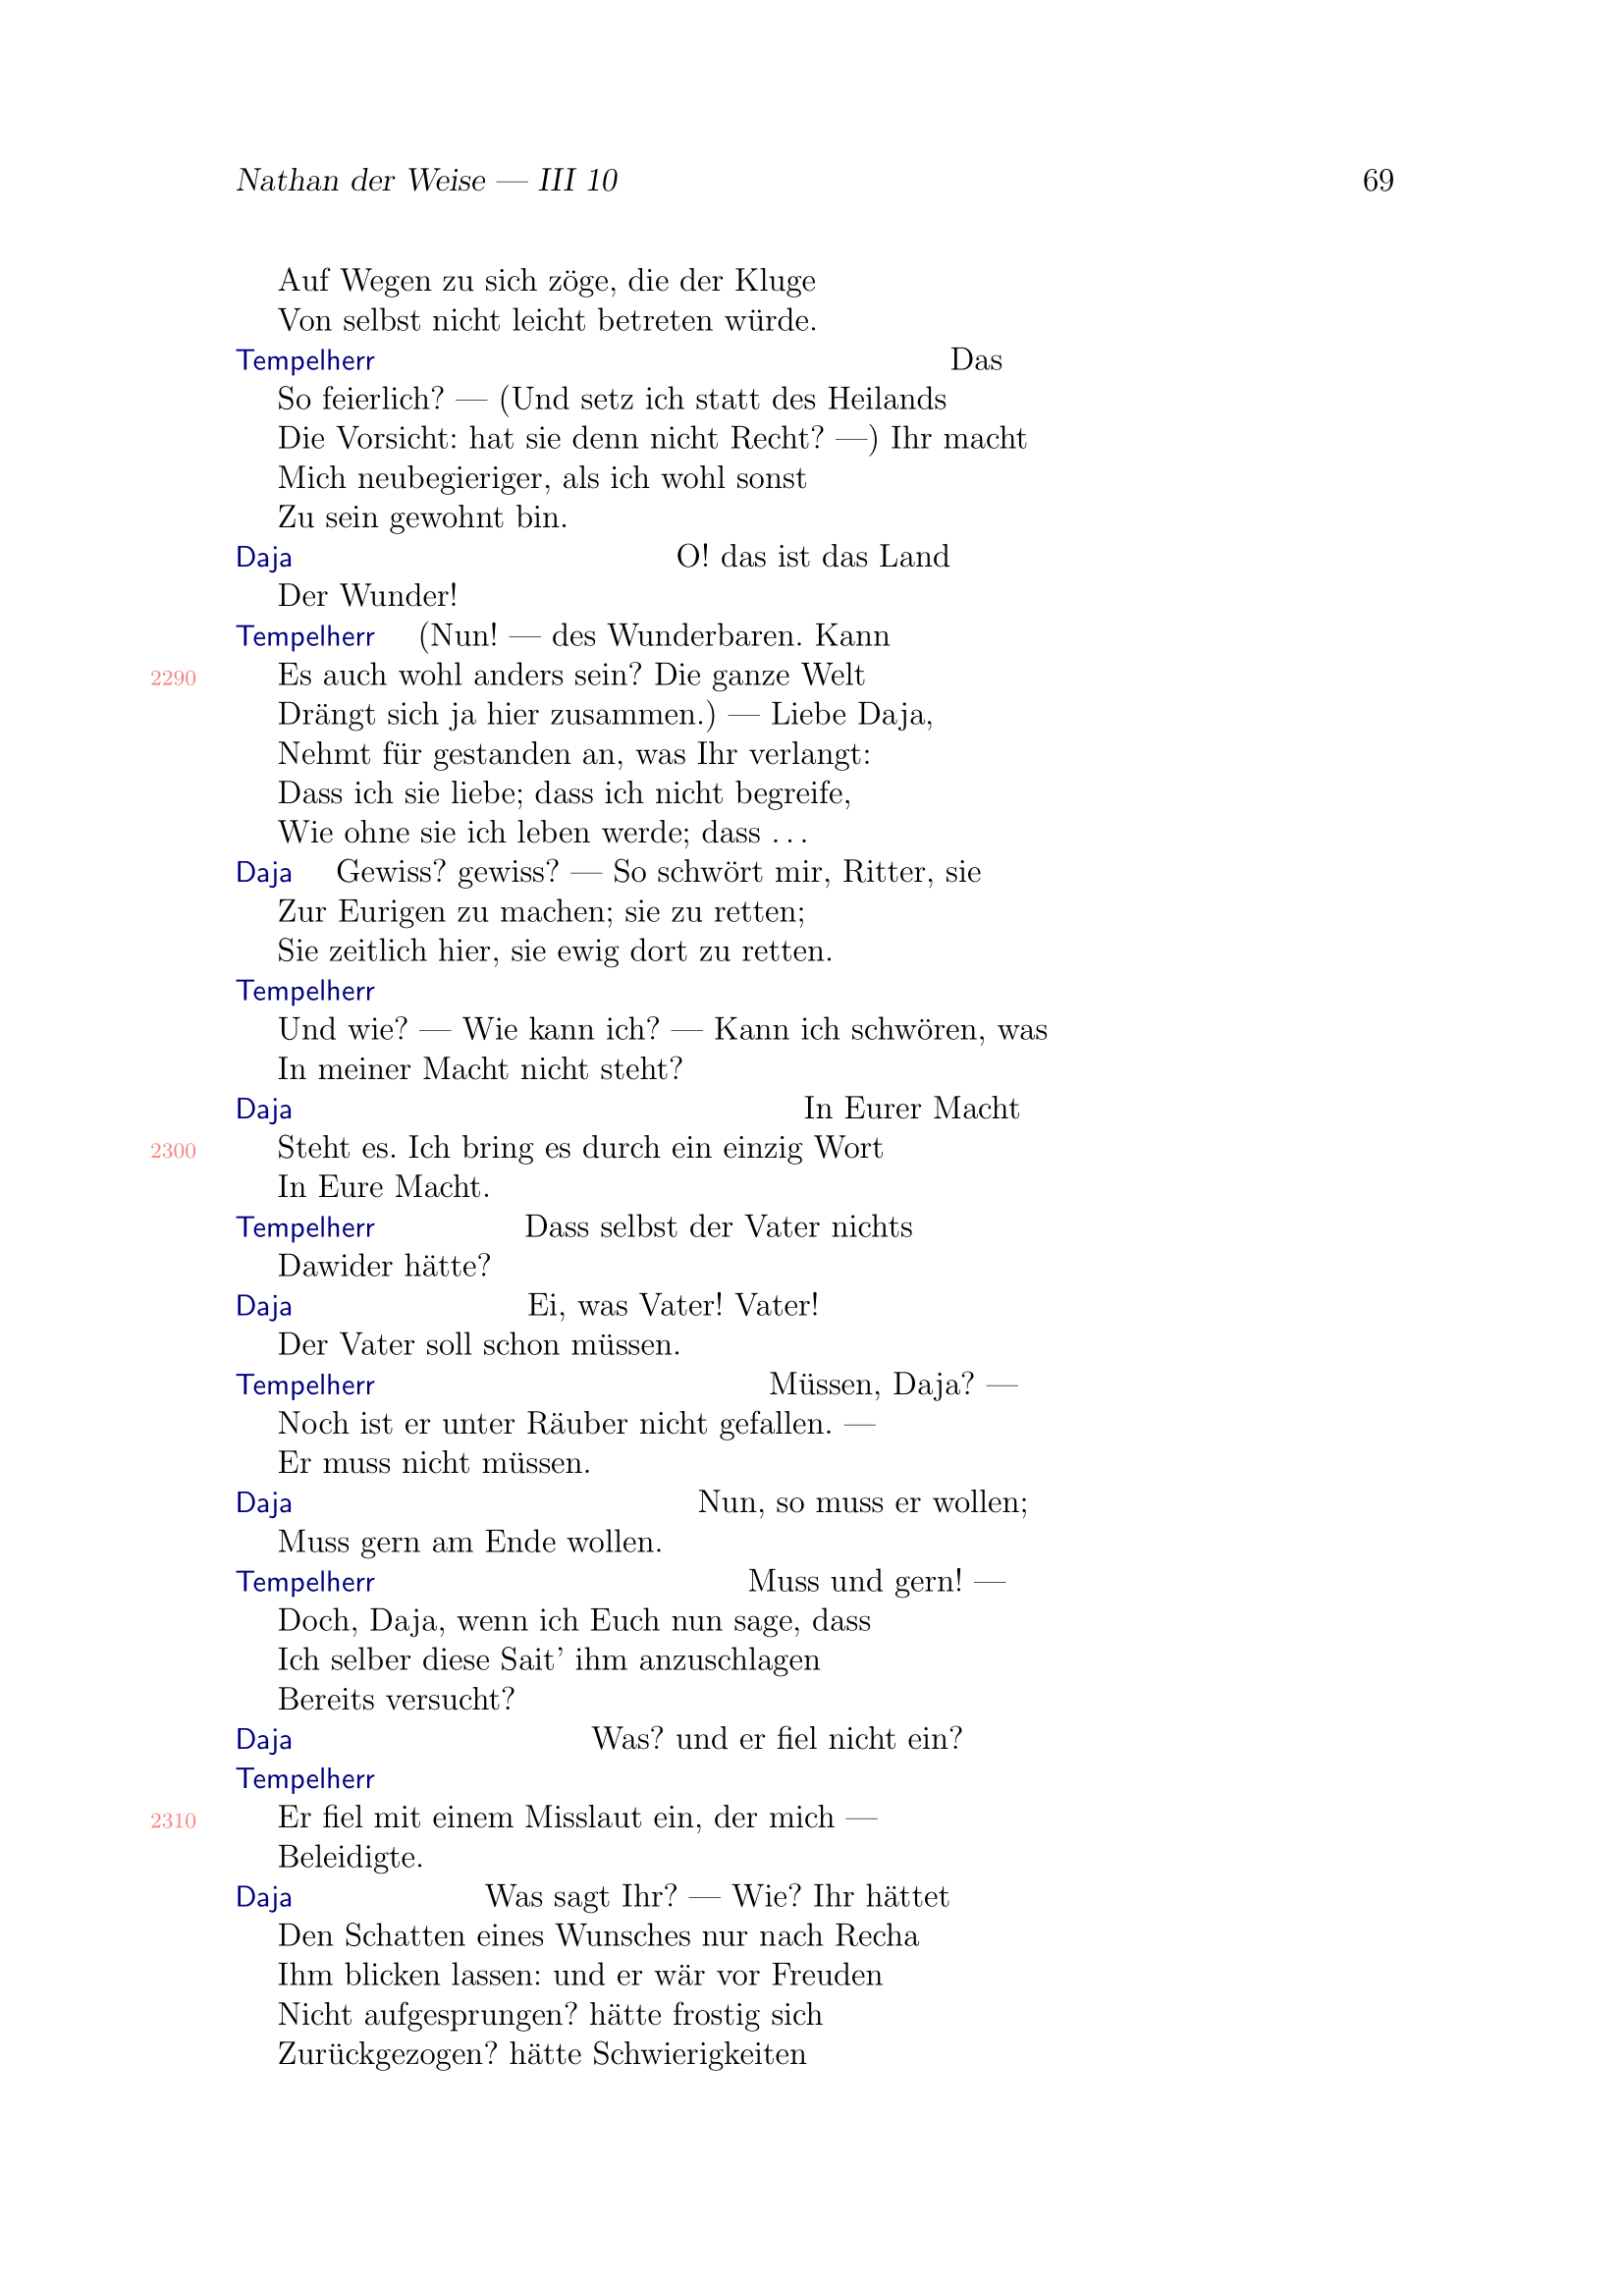 Nathan der Weise — III 10 69
Auf Wegen zu sich zöge, die der Kluge
Von selbst nicht leicht betreten würde.
Tempelherr Das
So feierlich? — (Und setz ich statt des Heilands
Die Vorsicht: hat sie denn nicht Recht? —) Ihr macht
Mich neubegieriger, als ich wohl sonst
Zu sein gewohnt bin.
Daja O! das ist das Land
Der Wunder!
Tempelherr (Nun! — des Wunderbaren. Kann
2290 Es auch wohl anders sein? Die ganze Welt
Drängt sich ja hier zusammen.) — Liebe Daja,
Nehmt für gestanden an, was Ihr verlangt:
Dass ich sie liebe; dass ich nicht begreife,
Wie ohne sie ich leben werde; dass …
Daja Gewiss? gewiss? — So schwört mir, Ritter, sie
Zur Eurigen zu machen; sie zu retten;
Sie zeitlich hier, sie ewig dort zu retten.
Tempelherr
Und wie? — Wie kann ich? — Kann ich schwören, was
In meiner Macht nicht steht?
Daja In Eurer Macht
2300 Steht es. Ich bring es durch ein einzig Wort
In Eure Macht.
Tempelherr Dass selbst der Vater nichts
Dawider hätte?
Daja Ei, was Vater! Vater!
Der Vater soll schon müssen.
Tempelherr Müssen, Daja? —
Noch ist er unter Räuber nicht gefallen. —
Er muss nicht müssen.
Daja Nun, so muss er wollen;
Muss gern am Ende wollen.
Tempelherr Muss und gern! —
Doch, Daja, wenn ich Euch nun sage, dass
Ich selber diese Sait' ihm anzuschlagen
Bereits versucht?
Daja Was? und er fiel nicht ein?
Tempelherr
2310 Er fiel mit einem Misslaut ein, der mich —
Beleidigte.
Daja Was sagt Ihr? — Wie? Ihr hättet
Den Schatten eines Wunsches nur nach Recha
Ihm blicken lassen: und er wär vor Freuden
Nicht aufgesprungen? hätte frostig sich
Zurückgezogen? hätte Schwierigkeiten